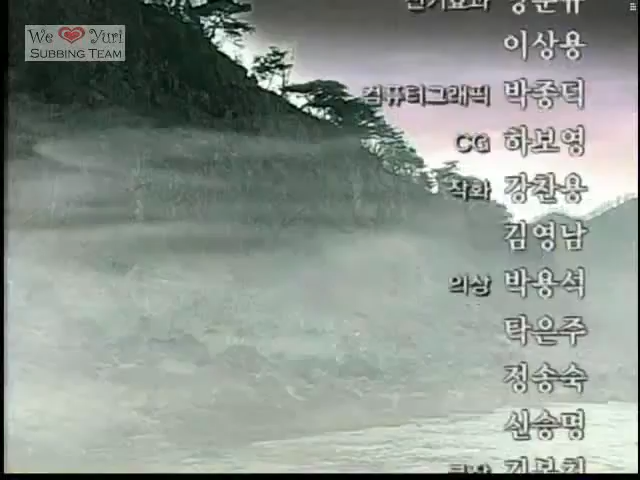 We ❤ Yuri
SUBBING TEAM
이상용
컴퓨터그래픽 박종덕
CG 하보영
작화 강찬용
김영남
의상 박용석
탁은주
정송숙
신승명